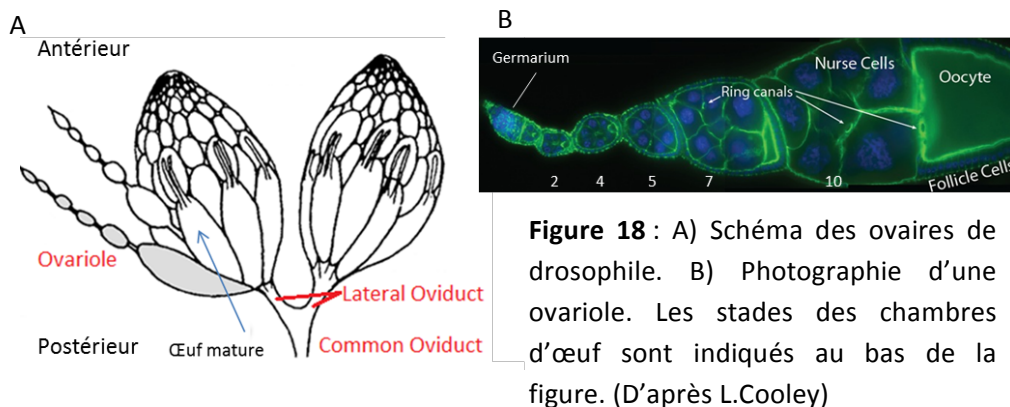 A
Antérieur
Ovariole
Lateral Oviduct
Postérieur
Œuf mature
Common Oviduct
B
Germarium
Nurse Cells
Oocyte
Ring canals
Follicle Cells
2 4 5 7 10
Figure 18 : A) Schéma des ovaires de
drosophile. B) Photographie d’une
ovariole. Les stades des chambres
d’œuf sont indiqués au bas de la
figure. (D’après L.Cooley)